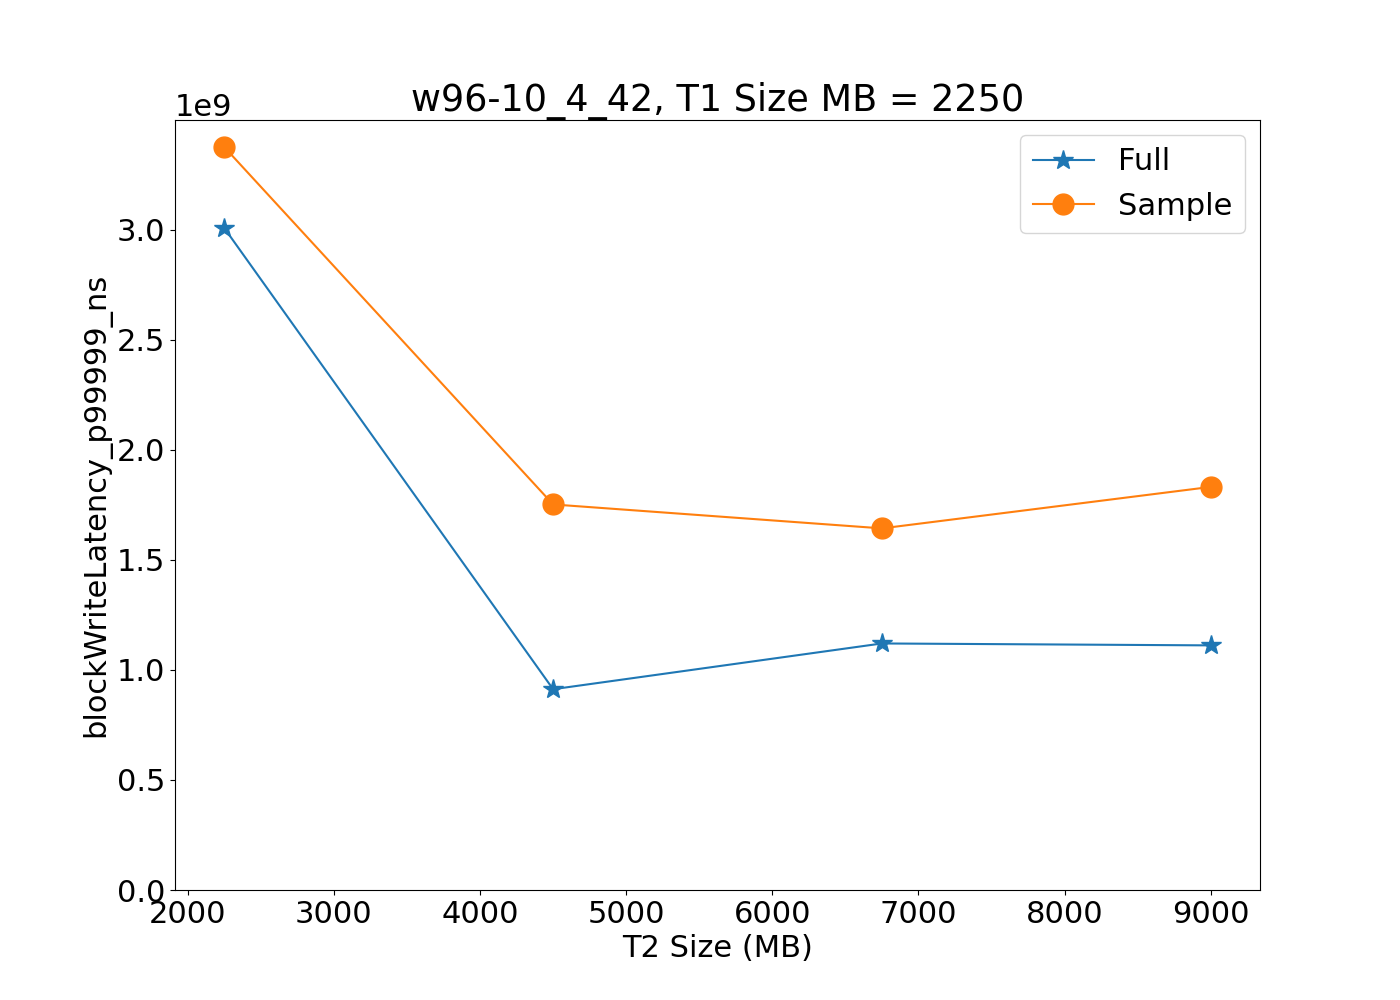 w96-10_4_42, T1 Size MB = 2250
1e9
Full
Sample
3.0
2.5
2.0
1.5
1.0
0.5
0.0
blockWriteLatency_p99999_ns
2000 3000 4000 5000 6000 7000 8000 9000
T2 Size (MB)